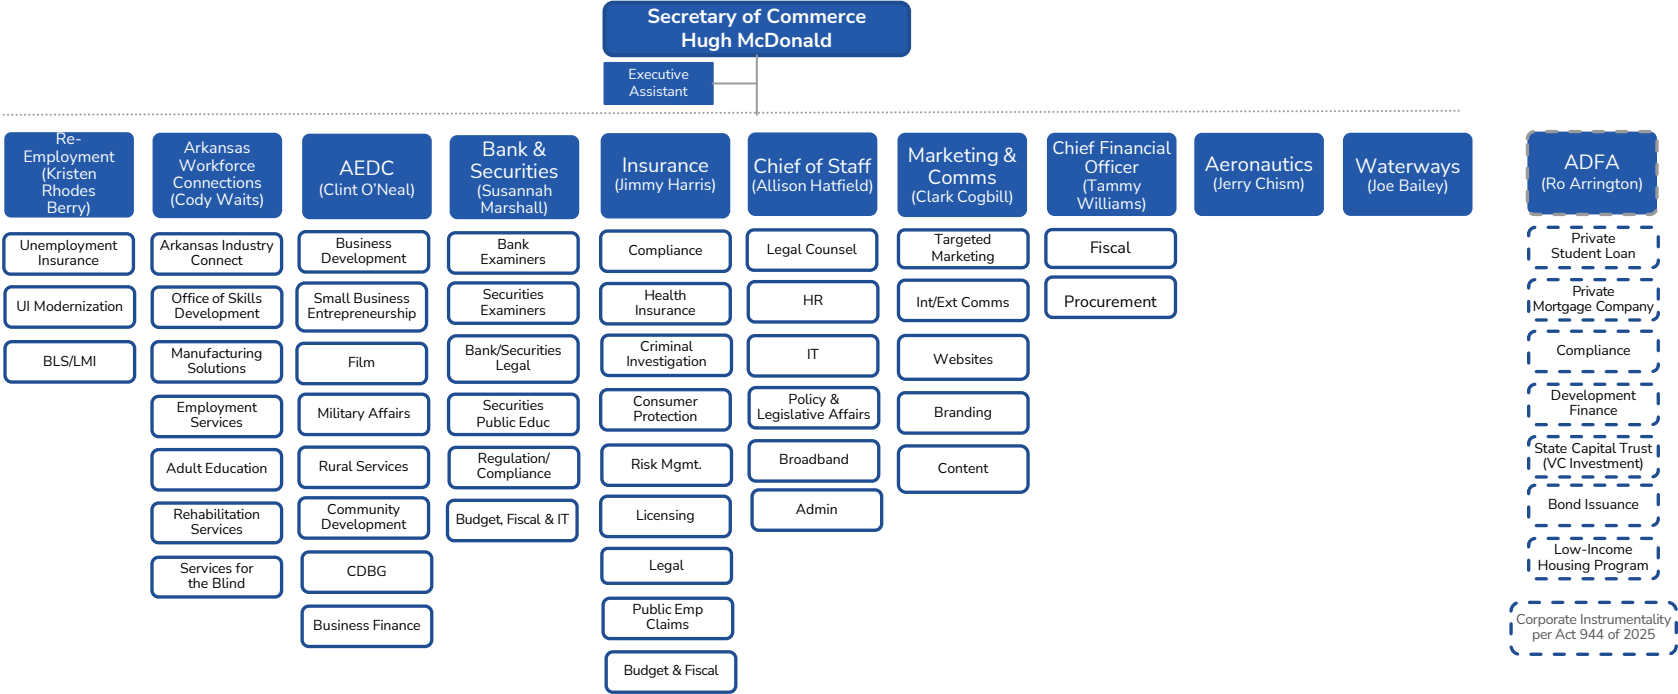 Secretary of Commerce
Hugh McDonald
Executive
Assistant
Re-
Employment
(Kristen
Rhodes
Berry)
Unemployment
Insurance
UI Modernization
BLS/LMI
Arkansas
Workforce
Connections
(Cody Waits)
Arkansas Industry
Connect
Office of Skills
Development
Manufacturing
Solutions
Employment
Services
Adult Education
Rehabilitation
Services
Services for
the Blind
AEDC
(Clint O'Neal)
Business
Development
Small Business
Entrepreneurship
Film
Military Affairs
Rural Services
Community
Development
CDBG
Business Finance
Bank &
Securities
(Susannah
Marshall)
Bank
Examiners
Securities
Examiners
Bank/Securities
Legal
Securities
Public Educ
Regulation/
Compliance
Budget, Fiscal & IT
Insurance
(Jimmy Harris)
Compliance
Health
Insurance
Criminal
Investigation
Consumer
Protection
Risk Mgmt.
Licensing
Legal
Public Emp
Claims
Budget & Fiscal
Chief of Staff
(Allison Hatfield)
Legal Counsel
HR
IT
Policy &
Legislative Affairs
Broadband
Admin
Marketing &
Comms
(Clark Cogbill)
Targeted
Marketing
Int/Ext Comms
Websites
Branding
Content
Chief Financial
Officer
(Tammy
Williams)
Fiscal
Procurement
Aeronautics
(Jerry Chism)
Waterways
(Joe Bailey)
ADFA
(Ro Arrington)
Private
Student Loan
Private
Mortgage Company
Compliance
Development
Finance
State Capital Trust
(VC Investment)
Bond Issuance
Low-Income
Housing Program
Corporate Instrumentality
per Act 944 of 2025